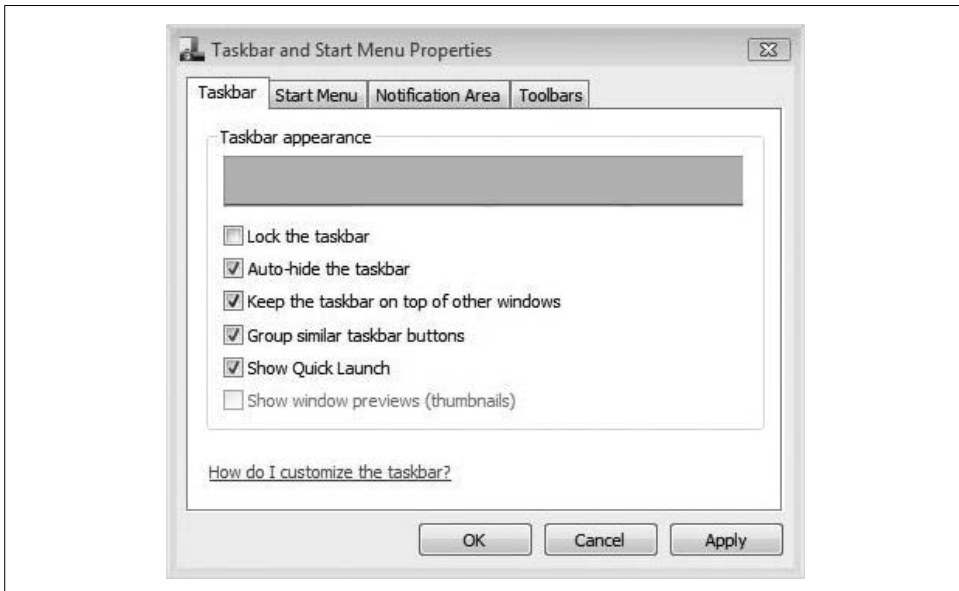 Taskbar and Start Menu Properties
Taskbar Start Menu Notification Area Toolbars
Taskbar appearance
Lock the taskbar
Auto-hide the taskbar
Keep the taskbar on top of other windows
Group similar taskbar buttons
Show Quick Launch
Show window previews (thumbnails)
How do I customize the taskbar?
OK Cancel Apply